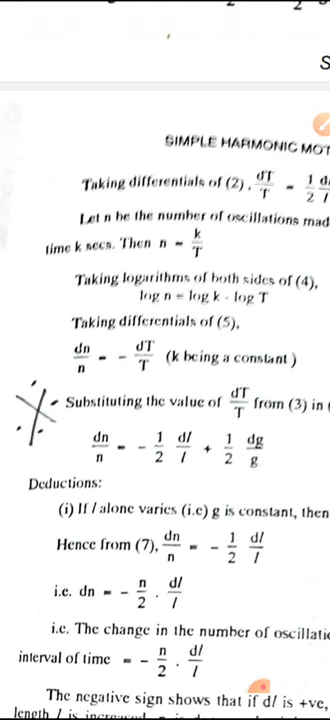 SIMPLE HARMONIC MOT
Taking differentials of (2), dT/T = 1/2
Let n be the number of oscillations mad
time k secs. Then n = k/T
Taking logarithms of both sides of (4),
log n = log k - log T
Taking differentials of (5),
dn/n = - dT/T (k being a constant)
Substituting the value of dT/T from (3) in (
dn/n = - 1/2 dl/l + 1/2 dg/g
Deductions:
(i) If l alone varies (i.e) g is constant, then
Hence from (7), dn/n = - 1/2 dl/l
i.e. dn = - n/2 . dl/l
i.e. The change in the number of oscillatio
interval of time = - n/2 . dl/l
The negative sign shows that if dl is +ve,
length l is